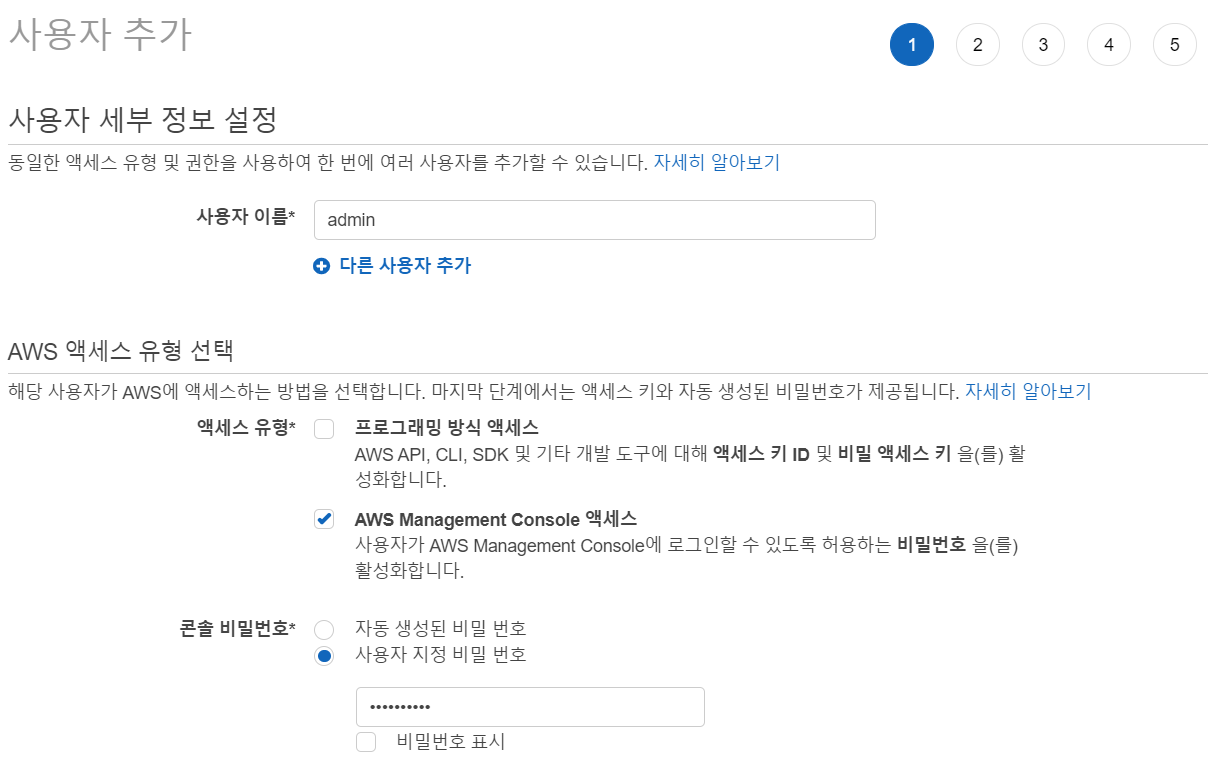 사용자 추가
1 2 3 4 5
사용자 세부 정보 설정
동일한 액세스 유형 및 권한을 사용하여 한 번에 여러 사용자를 추가할 수 있습니다. 자세히 알아보기
사용자 이름* admin
다른 사용자 추가
AWS 액세스 유형 선택
해당 사용자가 AWS에 액세스하는 방법을 선택합니다. 마지막 단계에서는 액세스 키와 자동 생성된 비밀번호가 제공됩니다. 자세히 알아보기
액세스 유형* 프로그래밍 방식 액세스
AWS API, CLI, SDK 및 기타 개발 도구에 대해 액세스 키 ID 및 비밀 액세스 키 을(를) 활
성화합니다.
AWS Management Console 액세스
사용자가 AWS Management Console에 로그인할 수 있도록 허용하는 비밀번호 을(를)
활성화합니다.
콘솔 비밀번호* 자동 생성된 비밀 번호
사용자 지정 비밀 번호
••••••••••
비밀번호 표시